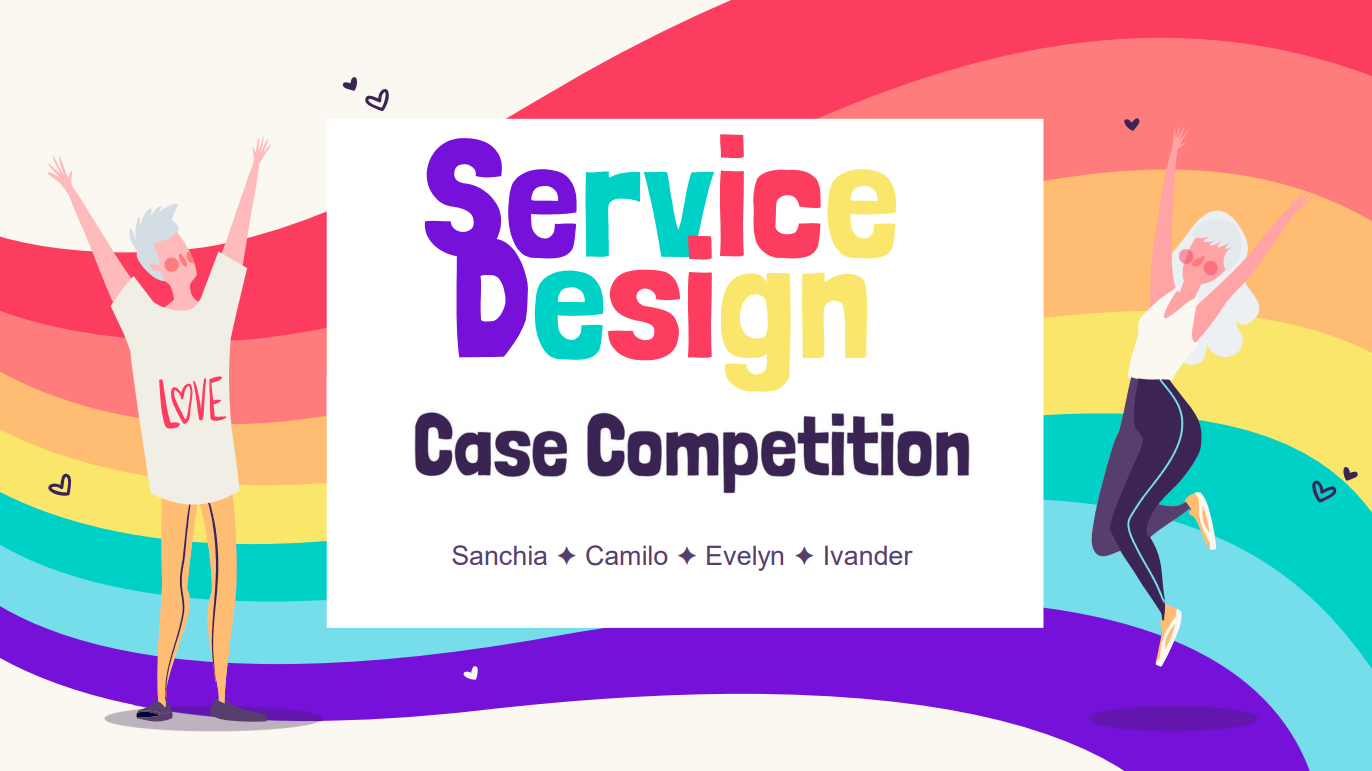 Service
Design
Case Competition
Sanchia ✦ Camilo ✦ Evelyn ✦ Ivander
LOVE